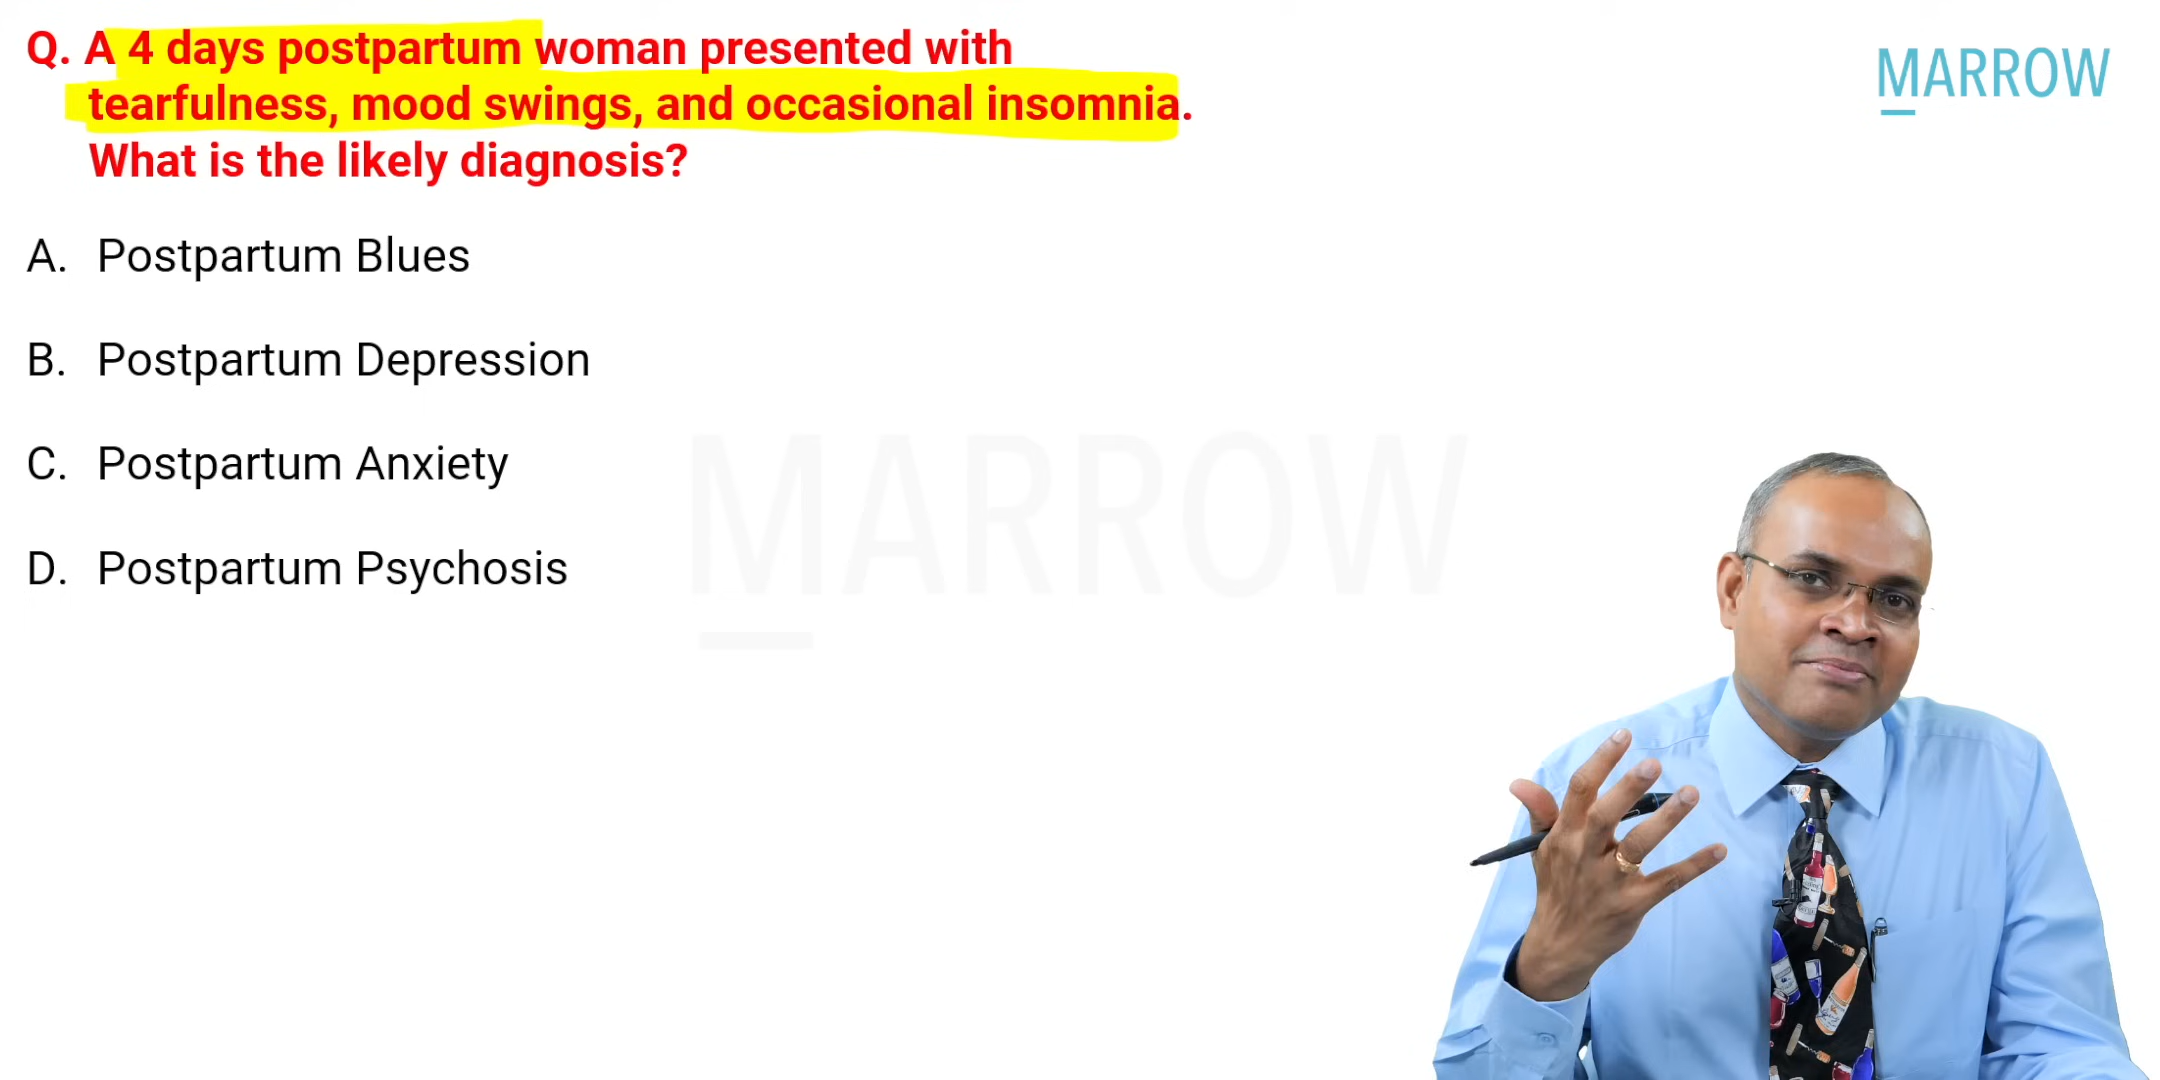 Q. A 4 days postpartum woman presented with
tearfulness, mood swings, and occasional insomnia.
What is the likely diagnosis?
MARROW
A. Postpartum Blues
B. Postpartum Depression
C. Postpartum Anxiety
D. Postpartum Psychosis
MARROW